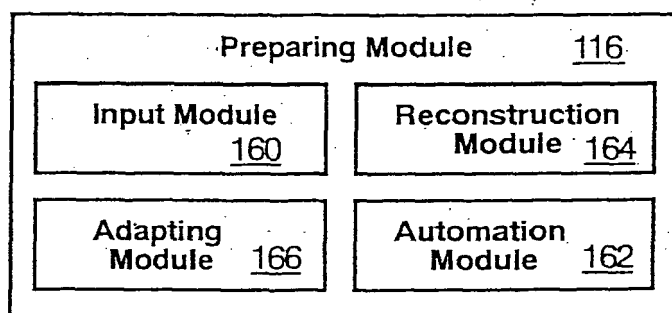 Preparing Module 116
Input Module
160
Reconstruction
Module 164
Adapting
Module 166
Automation
Module 162